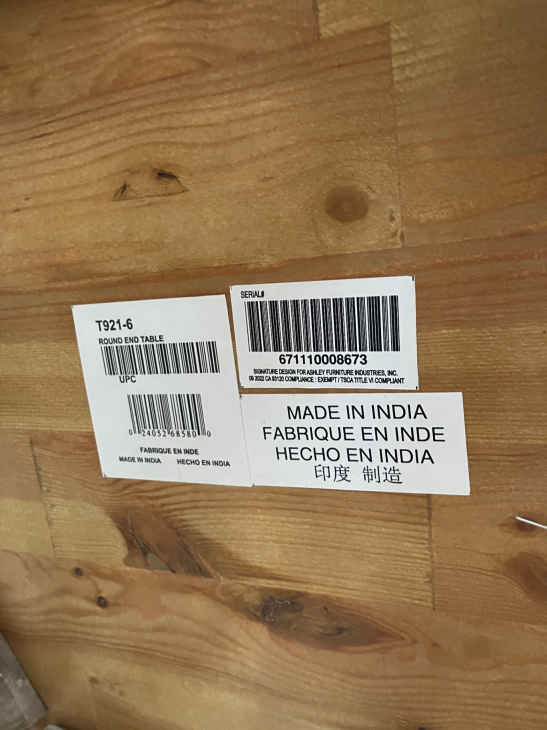 T921-6
ROUND END TABLE
UPC
0 24052 68580 0
FABRIQUE EN INDE
MADE IN INDIA HECHO EN INDIA
SERIAL#
671110008673
SIGNATURE DESIGN FOR ASHLEY FURNITURE INDUSTRIES, INC.
09 2022 CA 93120 COMPLIANCE : EXEMPT / TSCA TITLE VI COMPLIANT
MADE IN INDIA
FABRIQUE EN INDE
HECHO EN INDIA
印度 制造